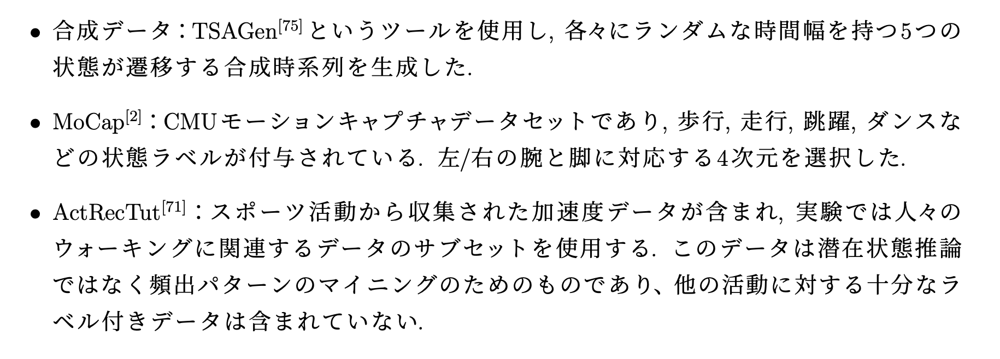 • 合成データ：TSAGen[75] というツールを使用し, 各々にランダムな時間幅を持つ5つの
状態が遷移する合成時系列を生成した.
• MoCap[2]：CMUモーションキャプチャデータセットであり, 歩行, 走行, 跳躍, ダンスな
どの状態ラベルが付与されている. 左/右の腕と脚に対応する4次元を選択した.
• ActRecTut[71]：スポーツ活動から収集された加速度データが含まれ, 実験では人々の
ウォーキングに関連するデータのサブセットを使用する. このデータは潜在状態推論
ではなく頻出パターンのマイニングのためのものであり、他の活動に対する十分なラ
ベル付きデータは含まれていない.